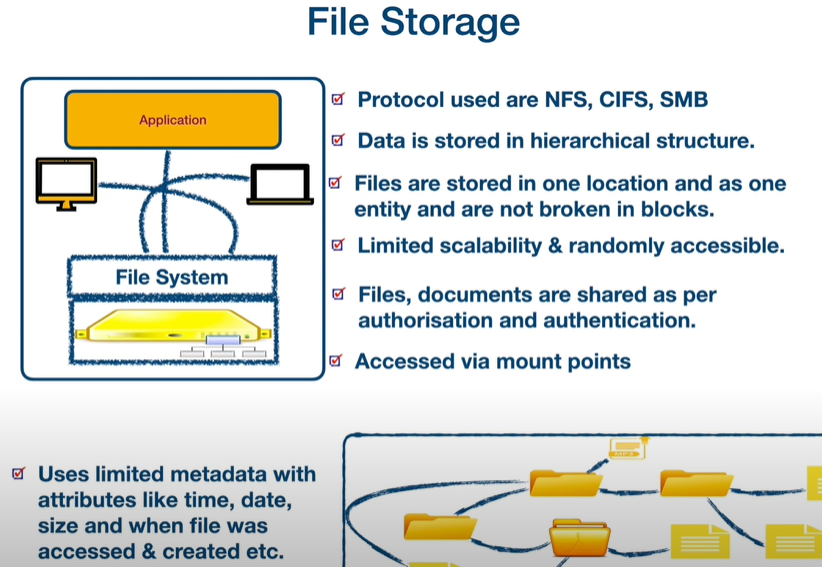 File Storage
Application
File System
Protocol used are NFS, CIFS, SMB
Data is stored in hierarchical structure.
Files are stored in one location and as one
entity and are not broken in blocks.
Limited scalability & randomly accessible.
Files, documents are shared as per
authorisation and authentication.
Accessed via mount points
Uses limited metadata with
attributes like time, date,
size and when file was
accessed & created etc.
MP3